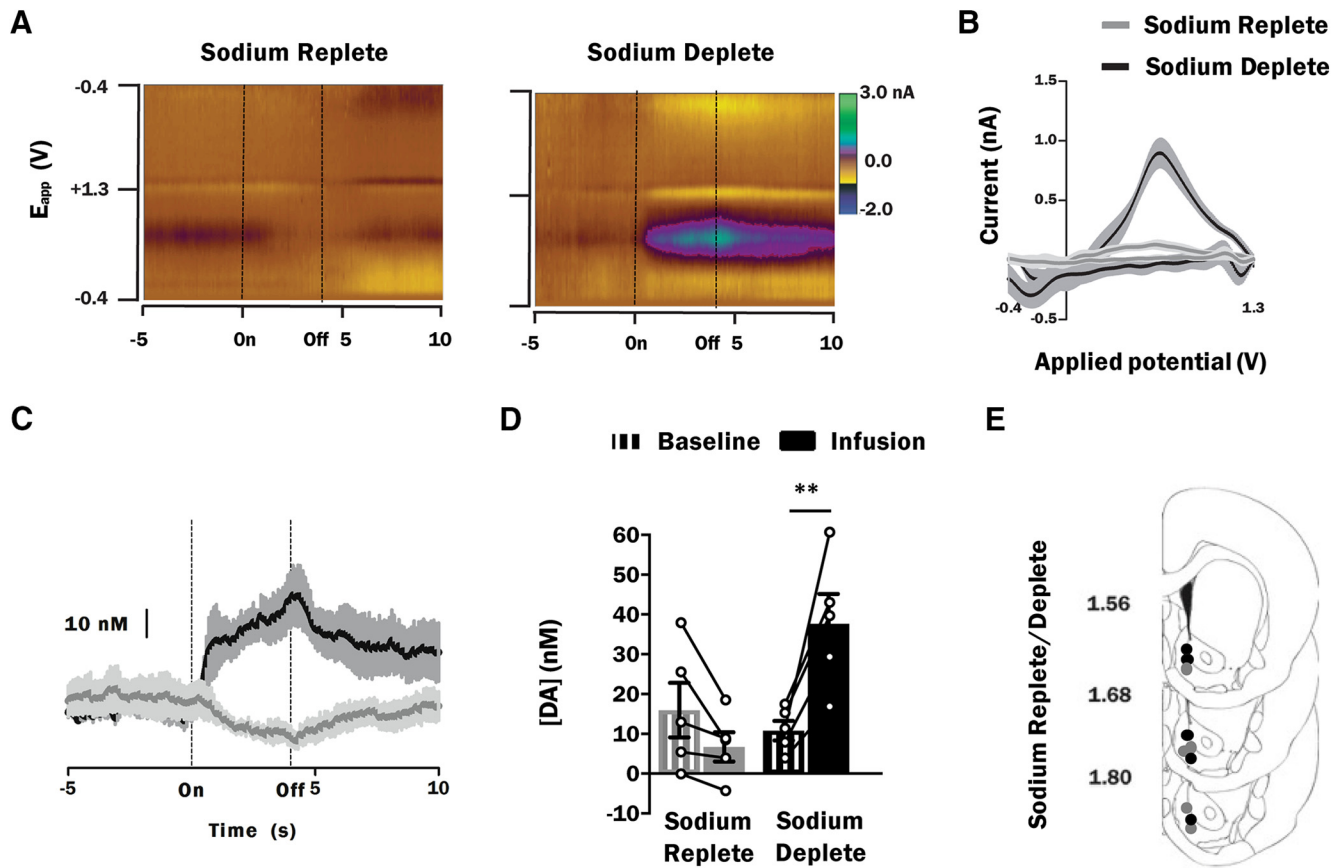 A
Sodium Replete
Sodium Deplete
-0.4
+1.3
-0.4
Eapp (V)
-5 On Off 5 10
-5 On Off 5 10
3.0 nA
0.0
-2.0
B
Sodium Replete
Sodium Deplete
1.5
1.0
0.5
-0.5
Current (nA)
-0.4
1.3
Applied potential (V)
C
10 nM
-5 On Off 5 10
Time (s)
D
Baseline Infusion
**
60
50
40
30
20
10
0
-10
[DA] (nM)
Sodium
Replete
Sodium
Deplete
E
Sodium Replete/Deplete
1.56
1.68
1.80